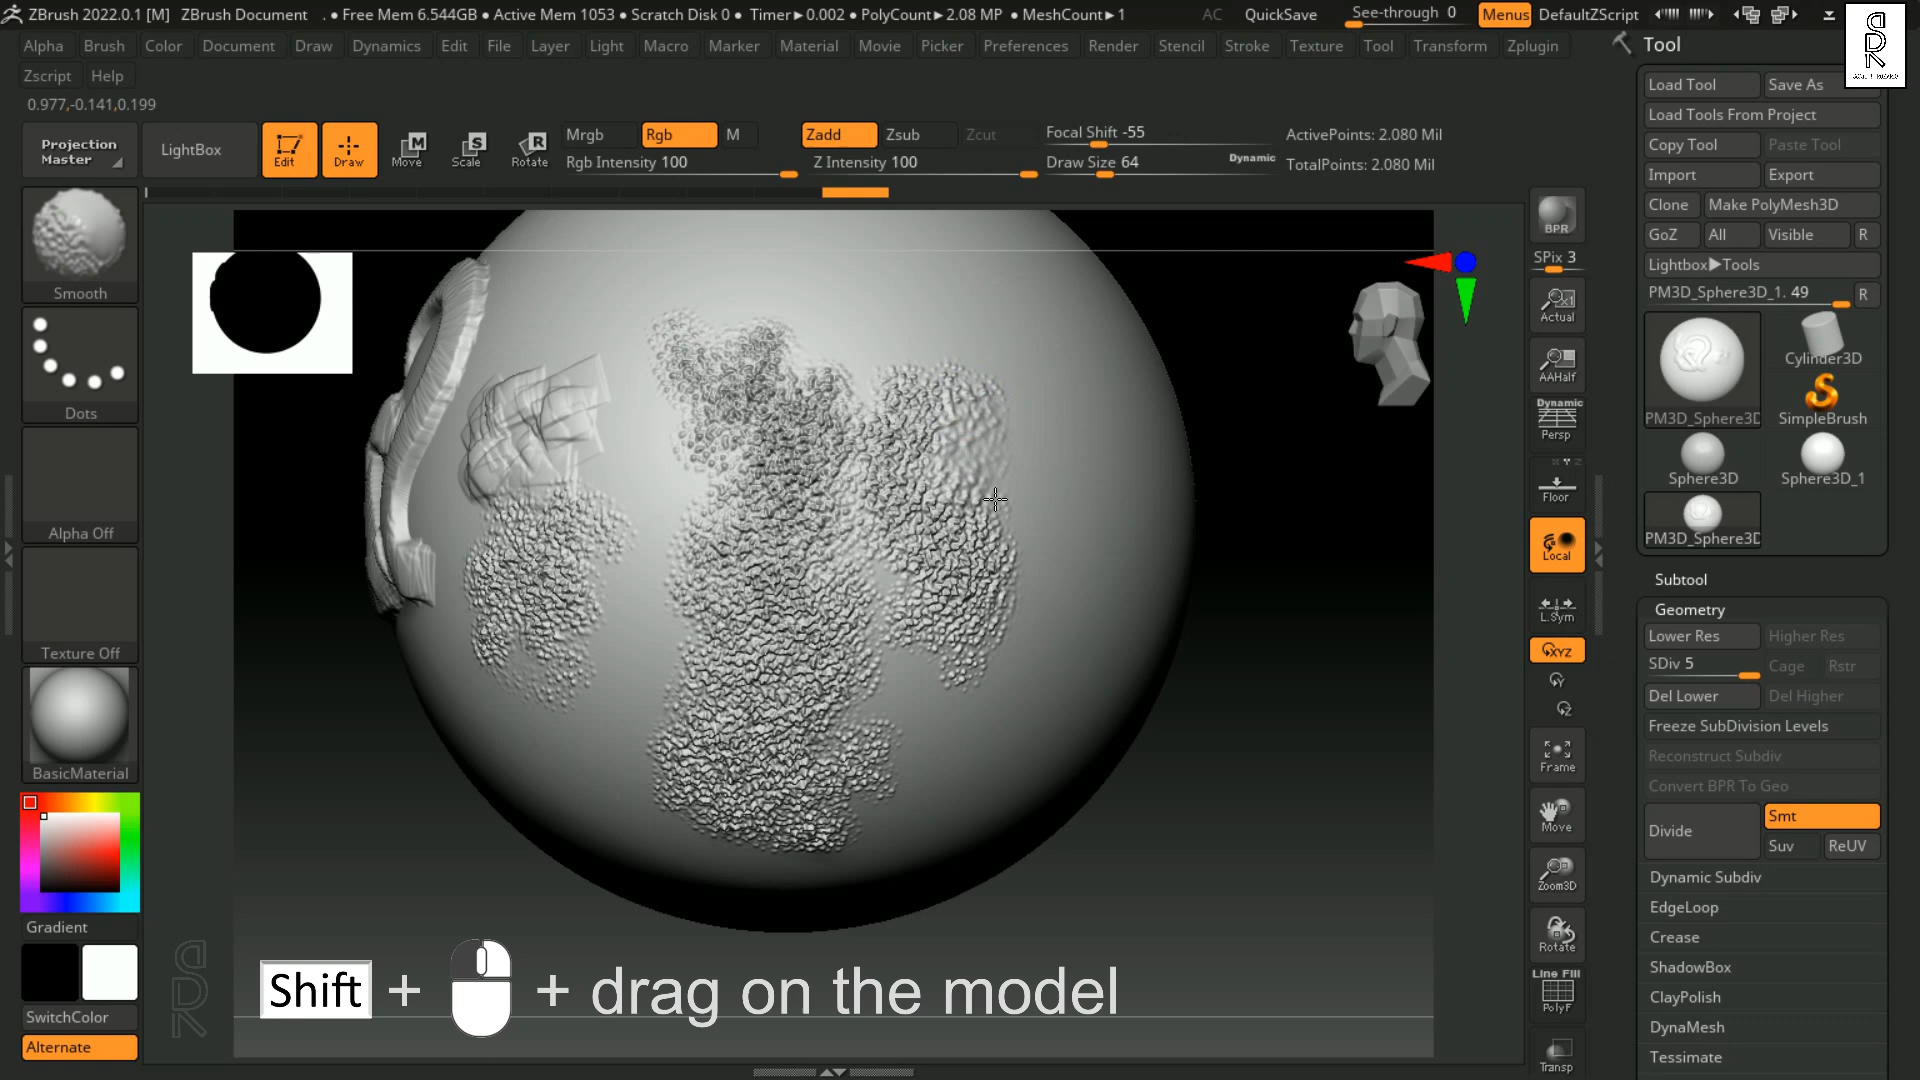 ZBrush 2022.0.1 [M] ZBrush Document . • Free Mem 6.544GB • Active Mem 1053 • Scratch Disk 0 • Timer►0.002 • PolyCount►2.08 MP • MeshCount►1 AC QuickSave See-through 0 Menus DefaultZScript
Alpha Brush Color Document Draw Dynamics Edit File Layer Light Macro Marker Material Movie Picker Preferences Render Stencil Stroke Texture Tool Transform Zplugin
Zscript Help
0.977,-0.141,0.199
Projection Master
LightBox
Edit
Draw
Move
Scale
Rotate
Mrgb Rgb M
Rgb Intensity 100
Zadd Zsub Zcut
Z Intensity 100
Focal Shift -55
Draw Size 64 Dynamic
ActivePoints: 2.080 Mil
TotalPoints: 2.080 Mil
Smooth
Dots
Alpha Off
Texture Off
BasicMaterial
Gradient
SwitchColor
Alternate
Shift + + drag on the model
BPR
SPix 3
Actual
AAHalf
Dynamic
Persp
Floor
Local
L.Sym
XYZ
Frame
Move
Zoom3D
Rotate
Line Fill
PolyF
Transp
Tool
Load Tool Save As
Load Tools From Project
Copy Tool Paste Tool
Import Export
Clone Make PolyMesh3D
GoZ All Visible R
Lightbox►Tools
PM3D_Sphere3D_1. 49 R
PM3D_Sphere3D
Cylinder3D
SimpleBrush
Sphere3D Sphere3D_1
PM3D_Sphere3D
Subtool
Geometry
Lower Res Higher Res
SDiv 5 Cage Rstr
Del Lower Del Higher
Freeze SubDivision Levels
Reconstruct Subdiv
Convert BPR To Geo
Divide Smt
Suv ReUV
Dynamic Subdiv
EdgeLoop
Crease
ShadowBox
ClayPolish
DynaMesh
Tessimate